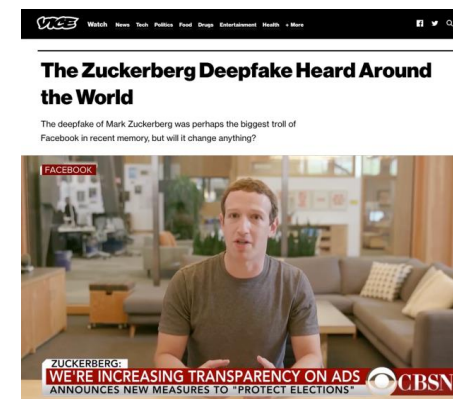 VICE
Watch News Tech Politics Food Drugs Entertainment Health + More
The Zuckerberg Deepfake Heard Around
the World
The deepfake of Mark Zuckerberg was perhaps the biggest troll of
Facebook in recent memory, but will it change anything?
FACEBOOK
ZUCKERBERG:
WE'RE INCREASING TRANSPARENCY ON ADS
ANNOUNCES NEW MEASURES TO "PROTECT ELECTIONS"
CBSN